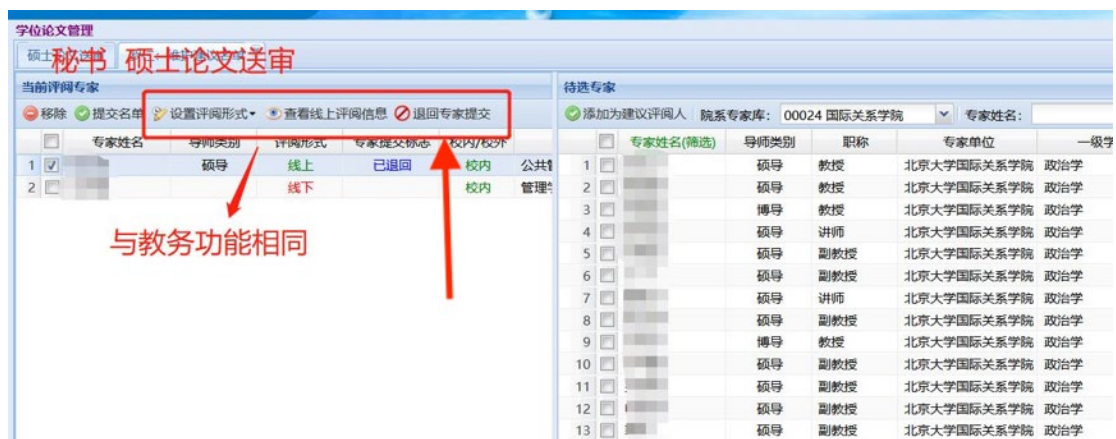 学位论文管理
秘书 硕士论文送审
当前评阅专家
移除 提交名单 设置评阅形式 查看线上评阅信息 退回专家提交
专家姓名 导师类别 评阅形式 专家提交标志 校内/校外
1 硕导 线上 已退回 校内
2 线下 校内
与教务功能相同
待选专家
添加为建议评阅人 院系专家库: 00024 国际关系学院 专家姓名:
专家姓名(筛选) 导师类别 职称 专家单位
1 硕导 教授 北京大学国际关系学院 政治学
2 硕导 教授 北京大学国际关系学院 政治学
3 博导 教授 北京大学国际关系学院 政治学
4 硕导 讲师 北京大学国际关系学院 政治学
5 硕导 副教授 北京大学国际关系学院 政治学
6 硕导 副教授 北京大学国际关系学院 政治学
7 硕导 讲师 北京大学国际关系学院 政治学
8 硕导 副教授 北京大学国际关系学院 政治学
9 博导 教授 北京大学国际关系学院 政治学
10 硕导 副教授 北京大学国际关系学院 政治学
11 硕导 副教授 北京大学国际关系学院 政治学
12 硕导 副教授 北京大学国际关系学院 政治学
13 硕导 副教授 北京大学国际关系学院 政治学